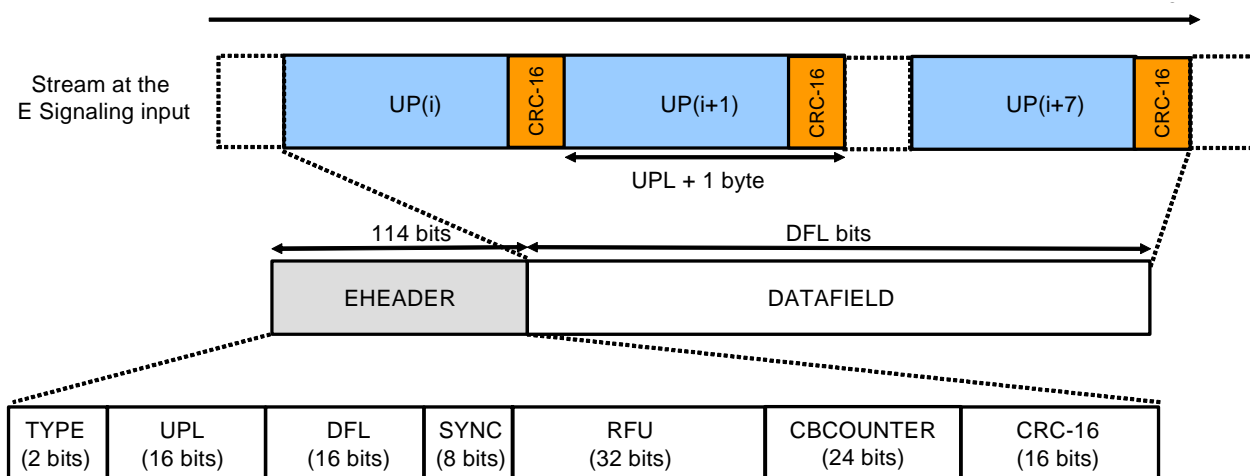 Stream at the
E Signaling input
UP(i)
CRC-16
UP(i+1)
CRC-16
UP(i+7)
CRC-16
UPL + 1 byte
114 bits
DFL bits
EHEADER
DATAFIELD
TYPE
(2 bits)
UPL
(16 bits)
DFL
(16 bits)
SYNC
(8 bits)
RFU
(32 bits)
CBCOUNTER
(24 bits)
CRC-16
(16 bits)